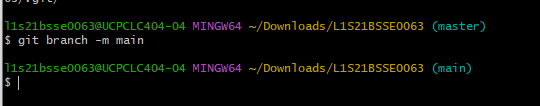 l1s21bsse0063@UCPCLC404-04 MINGW64 ~/Downloads/L1S21BSSE0063 (master)
$ git branch -m main
l1s21bsse0063@UCPCLC404-04 MINGW64 ~/Downloads/L1S21BSSE0063 (main)
$